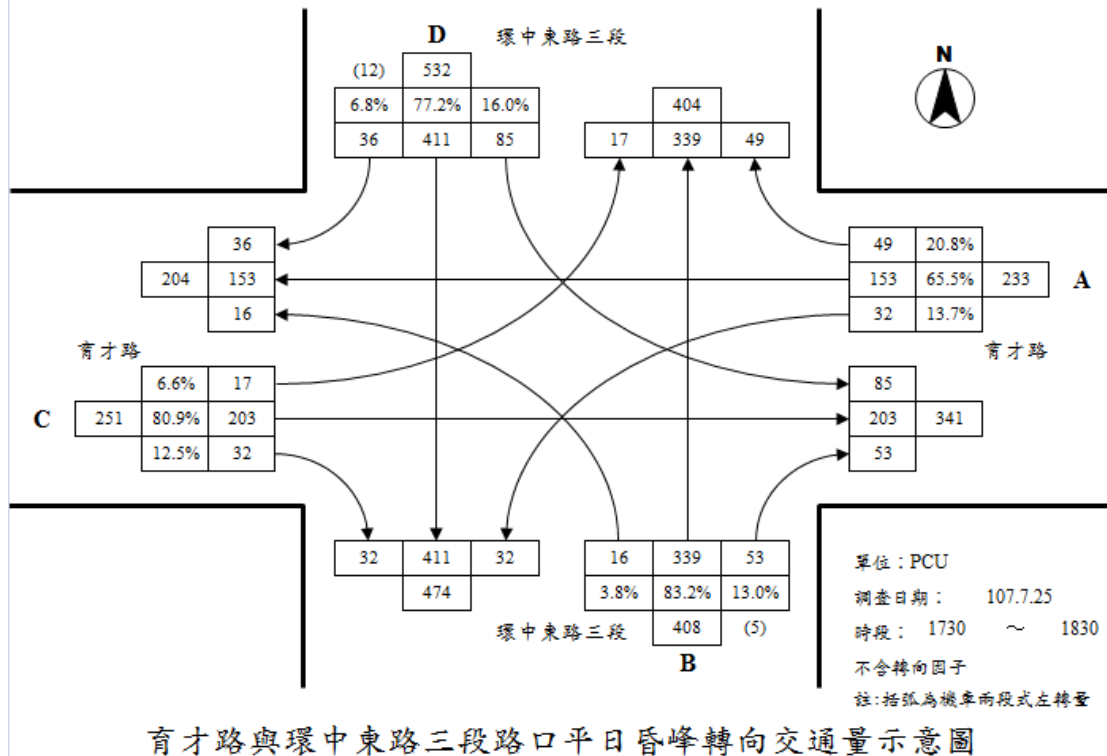 D 環中東路三段
N
(12) 532
6.8% 77.2% 16.0%
36 411 85
404
17 339 49
36
204 153
16
49 20.8%
153 65.5% 233
32 13.7%
A
育才路
育才路
6.6% 17
C 251 80.9% 203
12.5% 32
85
203 341
53
32 411 32
474
16 339 53
3.8% 83.2% 13.0%
環中東路三段 408 (5)
B
單位：PCU
調查日期： 107.7.25
時段： 1730 ～ 1830
不含轉向因子
註:括弧為機車兩段式左轉量
育才路與環中東路三段路口平日昏峰轉向交通量示意圖